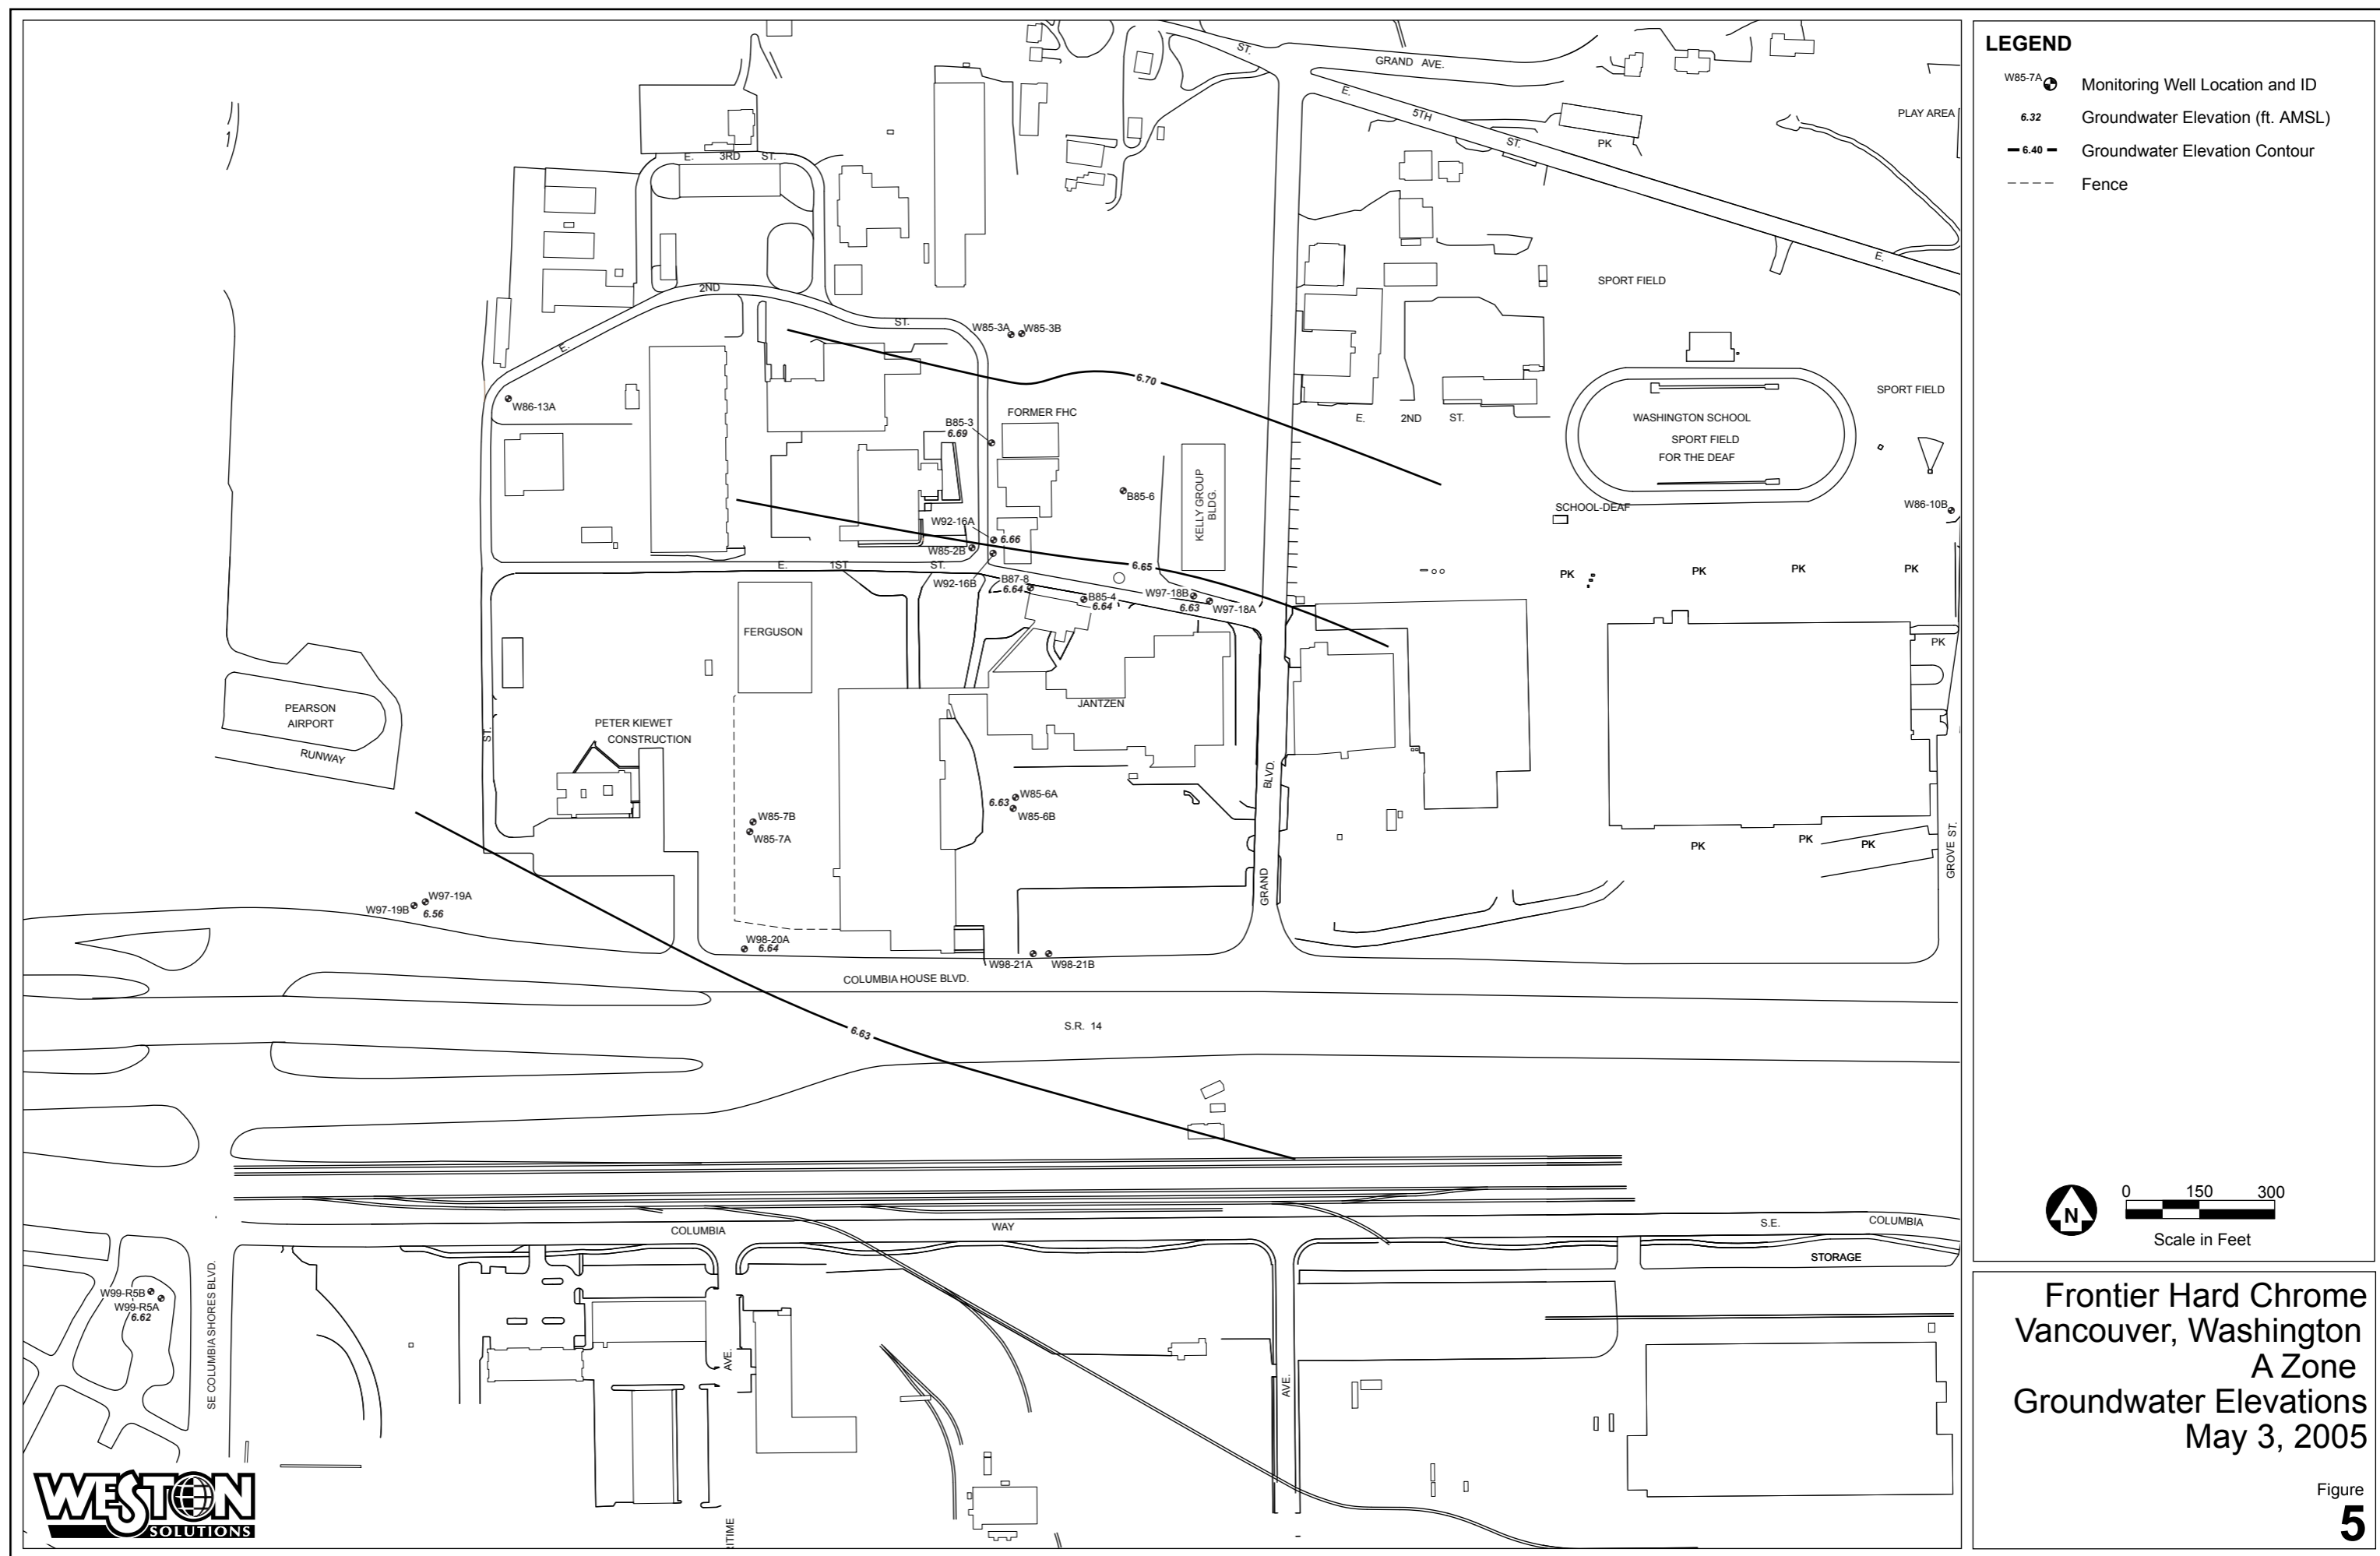 ST.
GRAND AVE.
E. 5TH ST. E.
PK
PLAY AREA
E. 3RD ST.
SPORT FIELD
E. 2ND ST.
W85-3A
W85-3B
6.70
W86-13A
FORMER FHC
B85-3
6.69
E. 2ND ST.
WASHINGTON SCHOOL
SPORT FIELD
FOR THE DEAF
SPORT FIELD
B85-6
KELLY GROUP
BLDG.
SCHOOL-DEAF
W86-10B
W92-16A
6.66
W85-2B
E. 1ST ST.
W92-16B
6.65
B87-8
6.64
B85-4
6.64
W97-18B
6.63
W97-18A
PK
PK
PK
PK
PK
FERGUSON
PEARSON
AIRPORT
RUNWAY
ST.
PETER KIEWET
CONSTRUCTION
JANTZEN
W85-6A
6.63
W85-6B
W85-7B
W85-7A
GRAND BLVD.
PK
PK
PK
GROVE ST.
W97-19A
W97-19B
6.56
W98-20A
6.64
W98-21A
W98-21B
COLUMBIA HOUSE BLVD.
6.63
S.R. 14
COLUMBIA WAY S.E. COLUMBIA
STORAGE
SE COLUMBIA SHORES BLVD.
W99-R5B
W99-R5A
6.62
AVE.
AVE.
WESTON
SOLUTIONS
LEGEND
W85-7A Monitoring Well Location and ID
6.32 Groundwater Elevation (ft. AMSL)
6.40 Groundwater Elevation Contour
Fence
N
0 150 300
Scale in Feet
Frontier Hard Chrome
Vancouver, Washington
A Zone
Groundwater Elevations
May 3, 2005
Figure
5